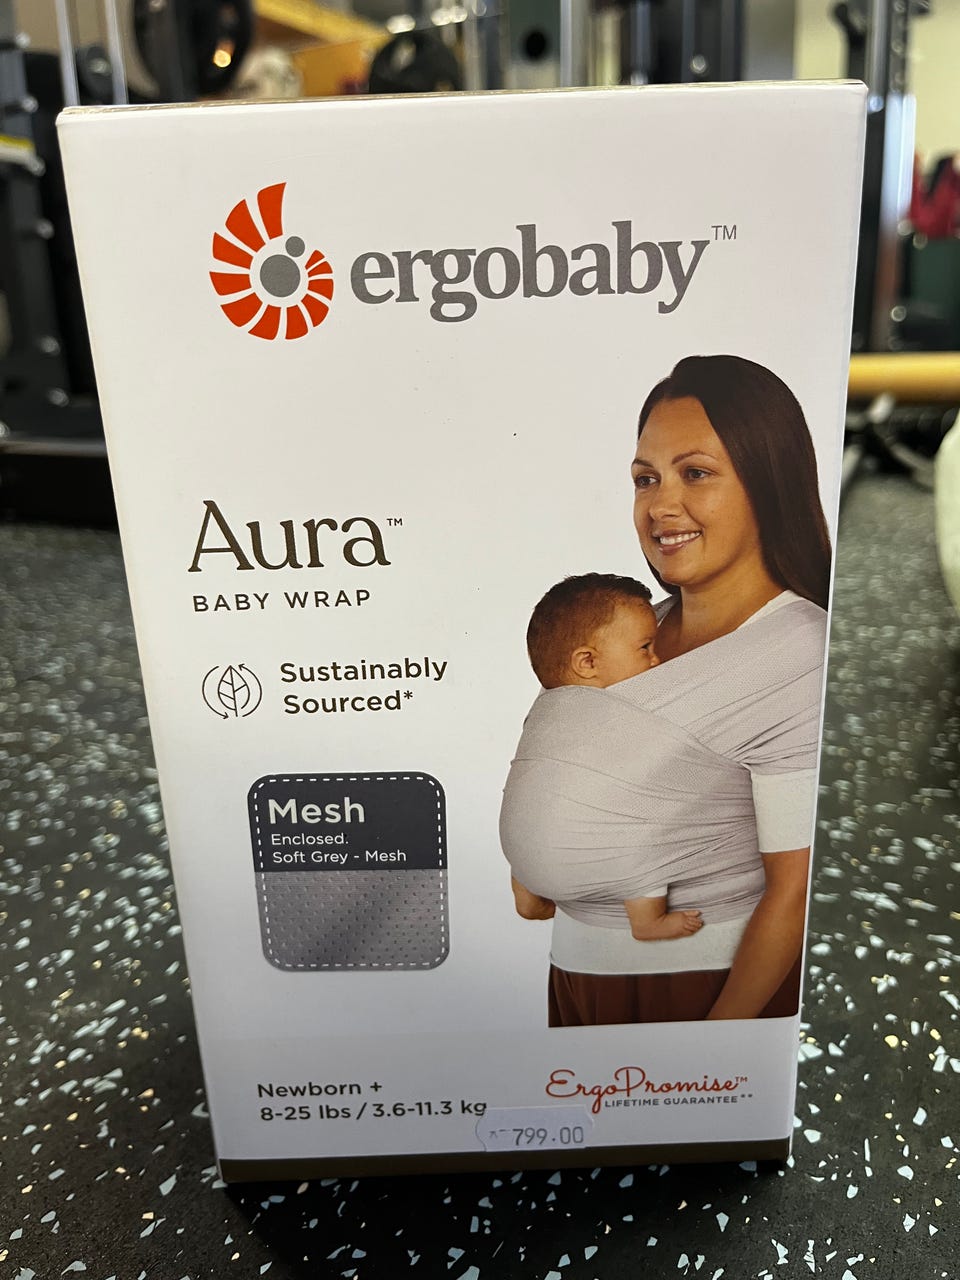 ergobaby™
Aura™
BABY WRAP
Sustainably
Sourced*
Mesh
Enclosed:
Soft Grey - Mesh
Newborn +
8-25 lbs / 3.6-11.3 kg
ErgoPromise™
LIFETIME GUARANTEE**
799.00